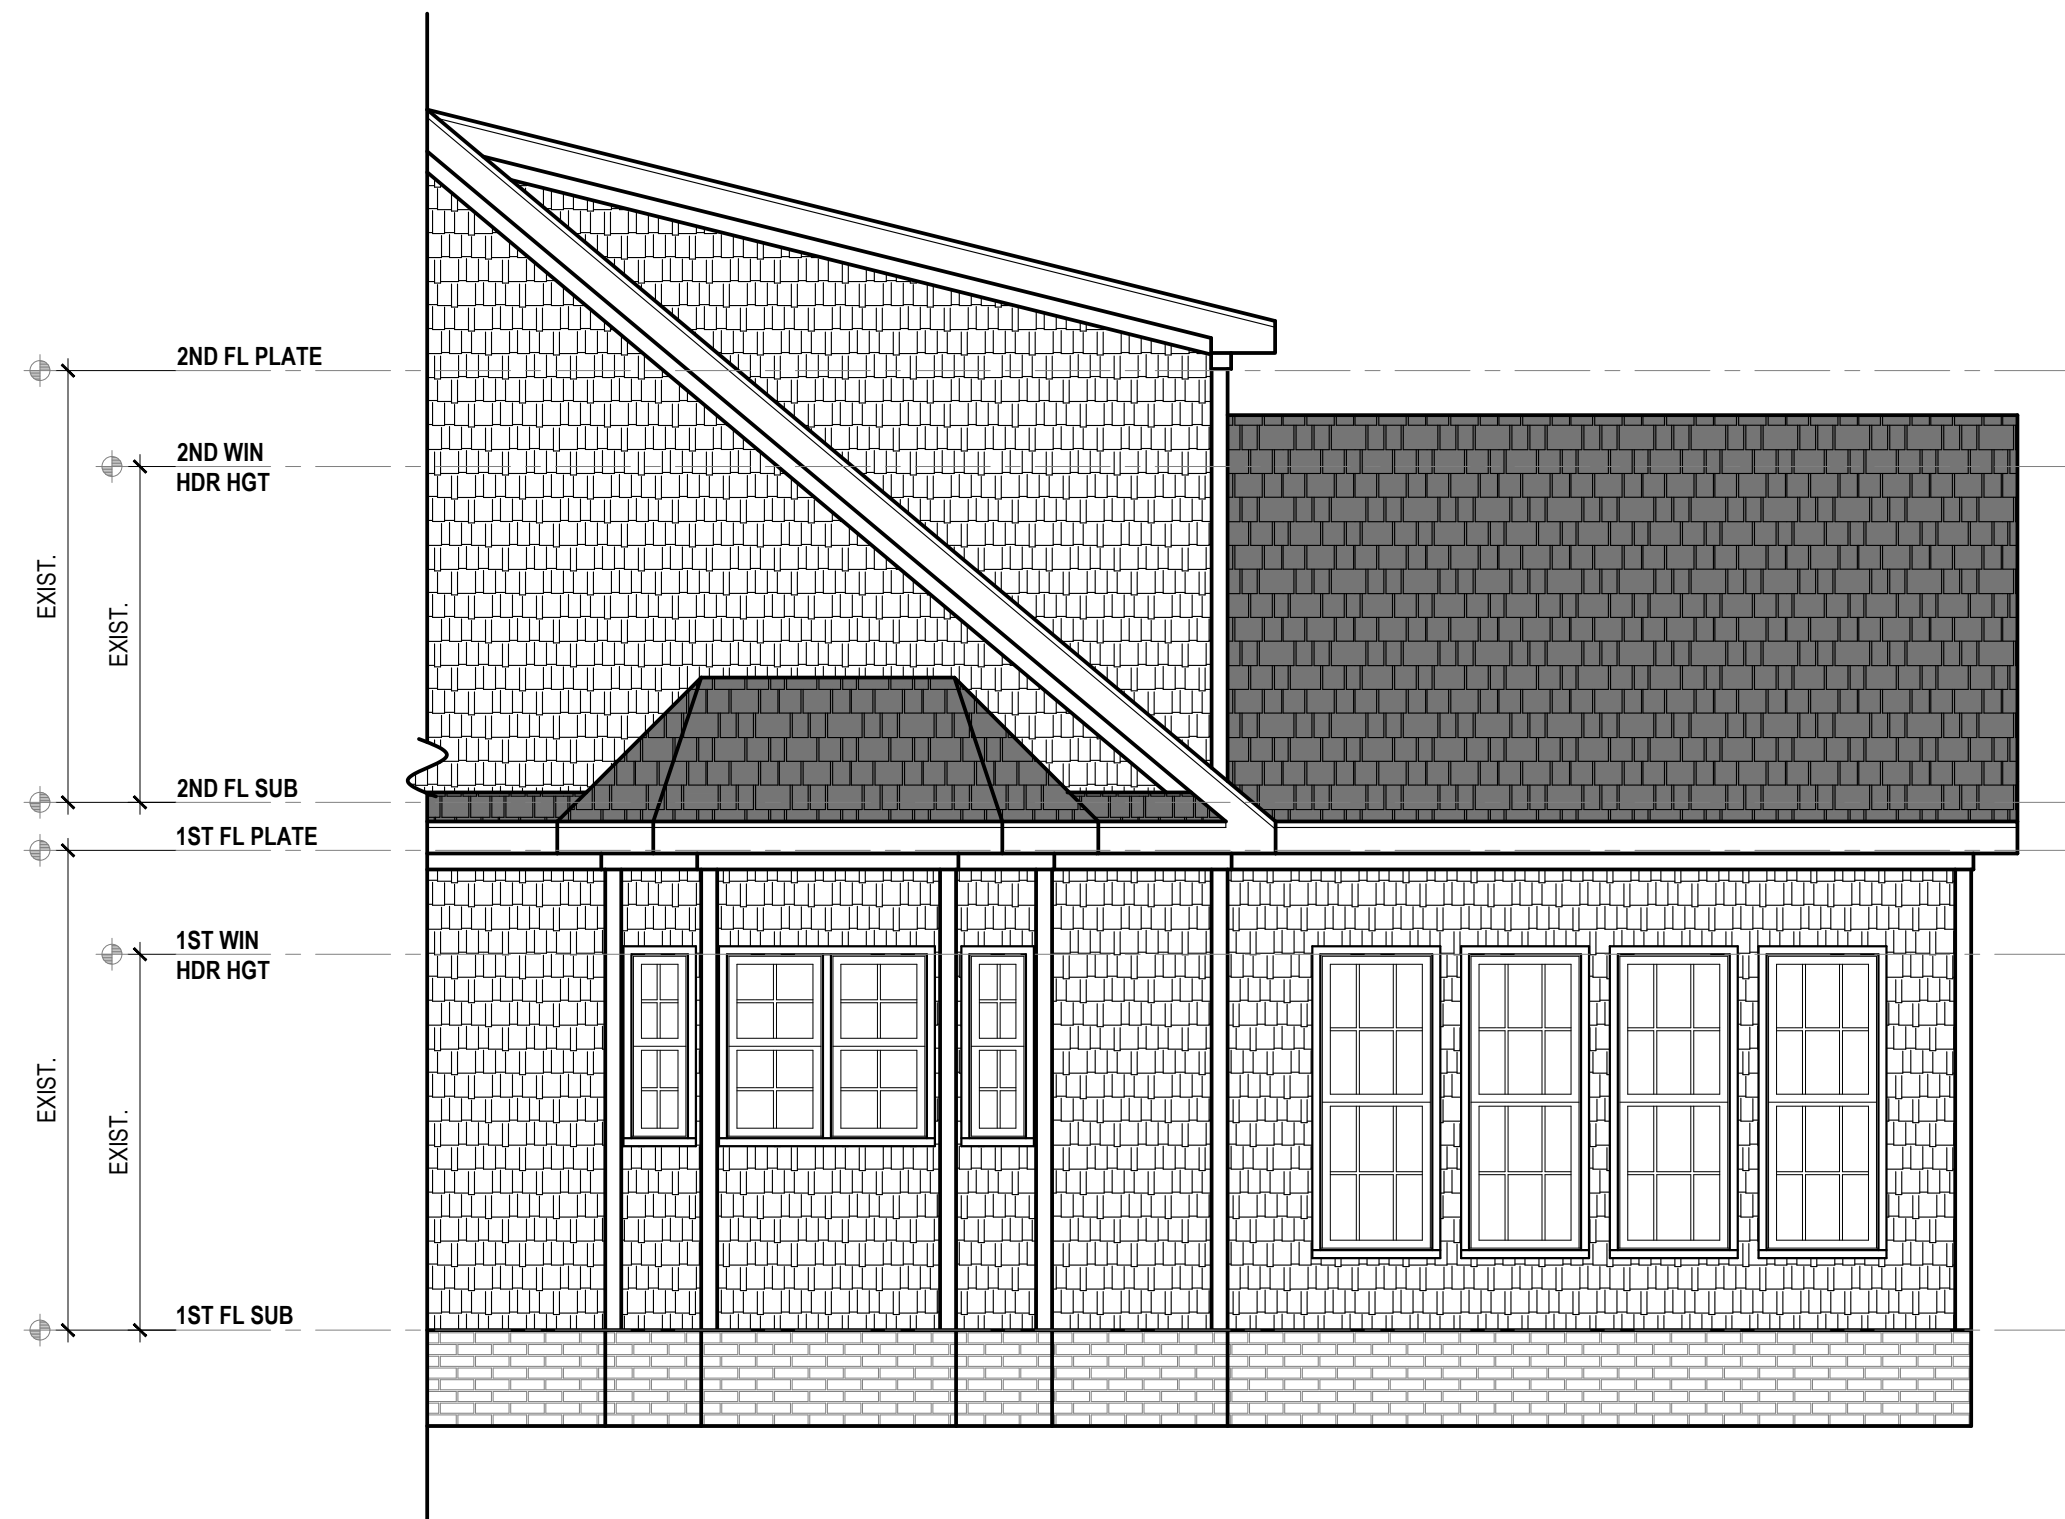 2ND FL PLATE
2ND WIN
HDR HGT
EXIST.
EXIST.
2ND FL SUB
1ST FL PLATE
1ST WIN
HDR HGT
EXIST.
EXIST.
1ST FL SUB